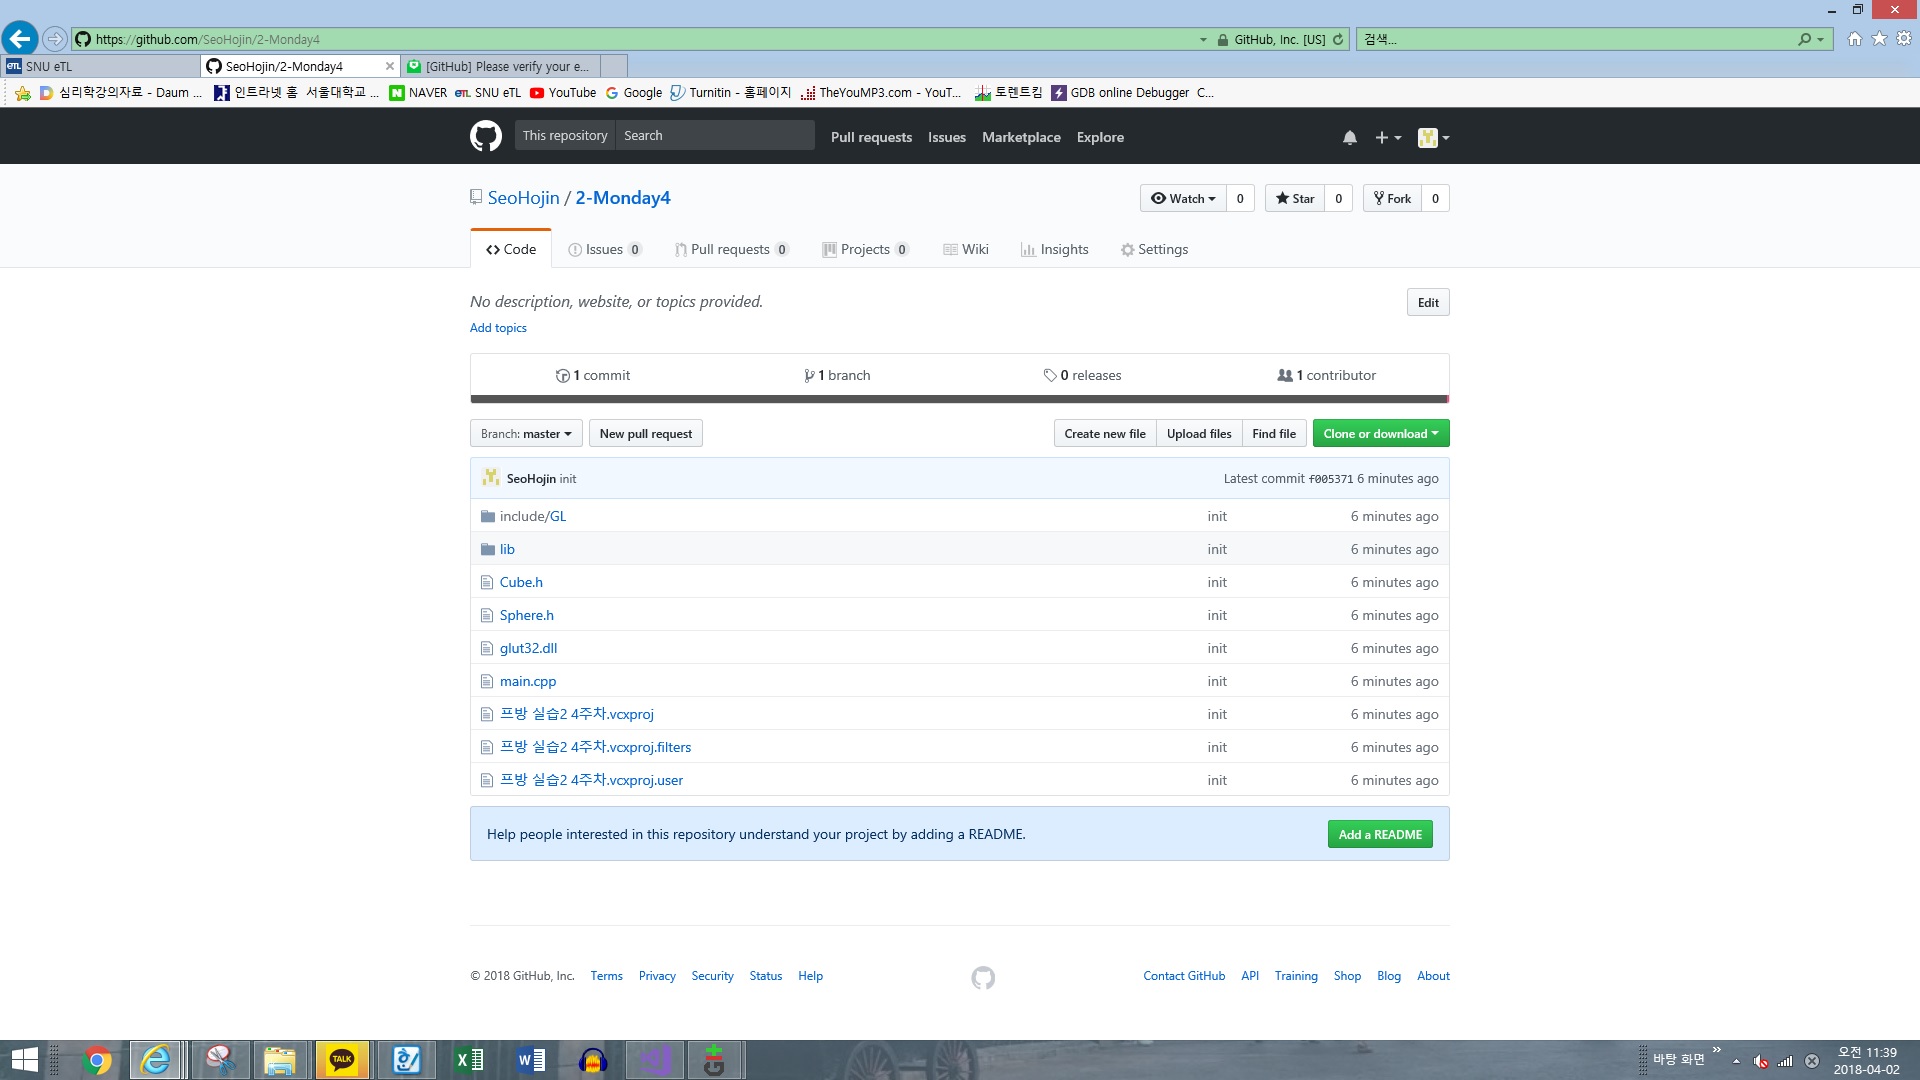 https://github.com/SeoHojin/2-Monday4
GitHub, Inc. [US]
검색...
SNU eTL
SeoHojin/2-Monday4
[GitHub] Please verify your e...
심리학강의자료 - Daum ...
인트라넷 홈
서울대학교 ...
NAVER
SNU eTL
YouTube
Google
Turnitin - 홈페이지
TheYouMP3.com - YouT...
토렌트킴
GDB online Debugger
C...
This repository
Search
Pull requests
Issues
Marketplace
Explore
SeoHojin / 2-Monday4
Watch 0
Star 0
Fork 0
Code
Issues 0
Pull requests 0
Projects 0
Wiki
Insights
Settings
No description, website, or topics provided.
Edit
Add topics
1 commit
1 branch
0 releases
1 contributor
Branch: master
New pull request
Create new file
Upload files
Find file
Clone or download
SeoHojin init
Latest commit f005371 6 minutes ago
include/GL init 6 minutes ago
lib init 6 minutes ago
Cube.h init 6 minutes ago
Sphere.h init 6 minutes ago
glut32.dll init 6 minutes ago
main.cpp init 6 minutes ago
프방 실습2 4주차.vcxproj init 6 minutes ago
프방 실습2 4주차.vcxproj.filters init 6 minutes ago
프방 실습2 4주차.vcxproj.user init 6 minutes ago
Help people interested in this repository understand your project by adding a README.
Add a README
© 2018 GitHub, Inc.
Terms
Privacy
Security
Status
Help
Contact GitHub
API
Training
Shop
Blog
About
TALK
바탕 화면
오전 11:39
2018-04-02